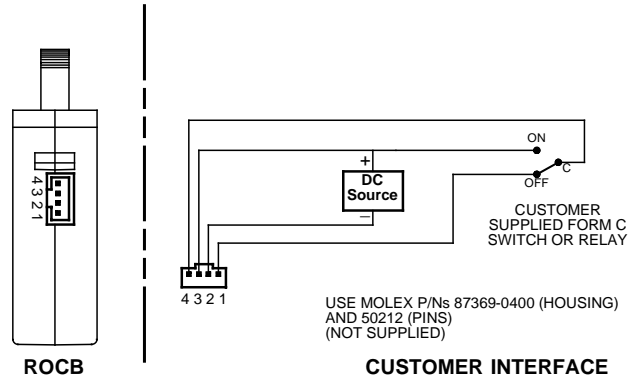 4 3 2 1
ROCB
ON
C
OFF
+
DC
Source
–
CUSTOMER
SUPPLIED FORM C
SWITCH OR RELAY
4 3 2 1
USE MOLEX P/Ns 87369-0400 (HOUSING)
AND 50212 (PINS)
(NOT SUPPLIED)
CUSTOMER INTERFACE